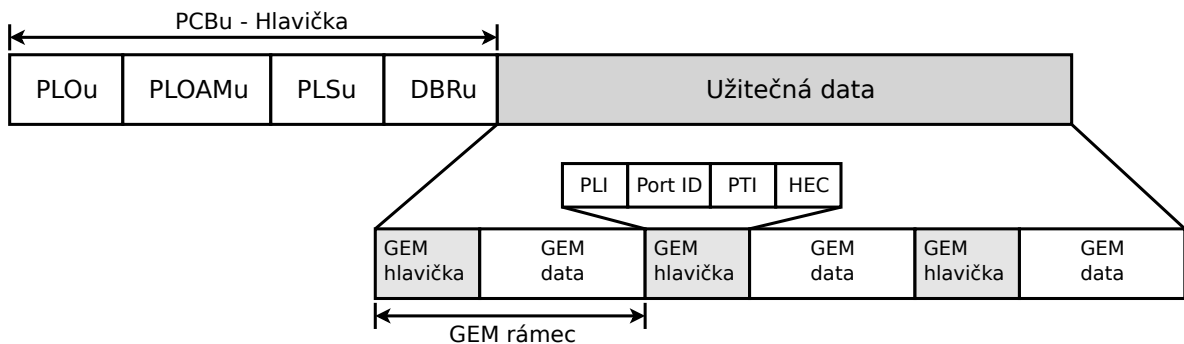 PCBu - Hlavička
PLOu PLOAMu PLSu DBRu Užitečná data
PLI Port ID PTI HEC
GEM hlavička GEM data GEM hlavička GEM data GEM hlavička GEM data
GEM rámec